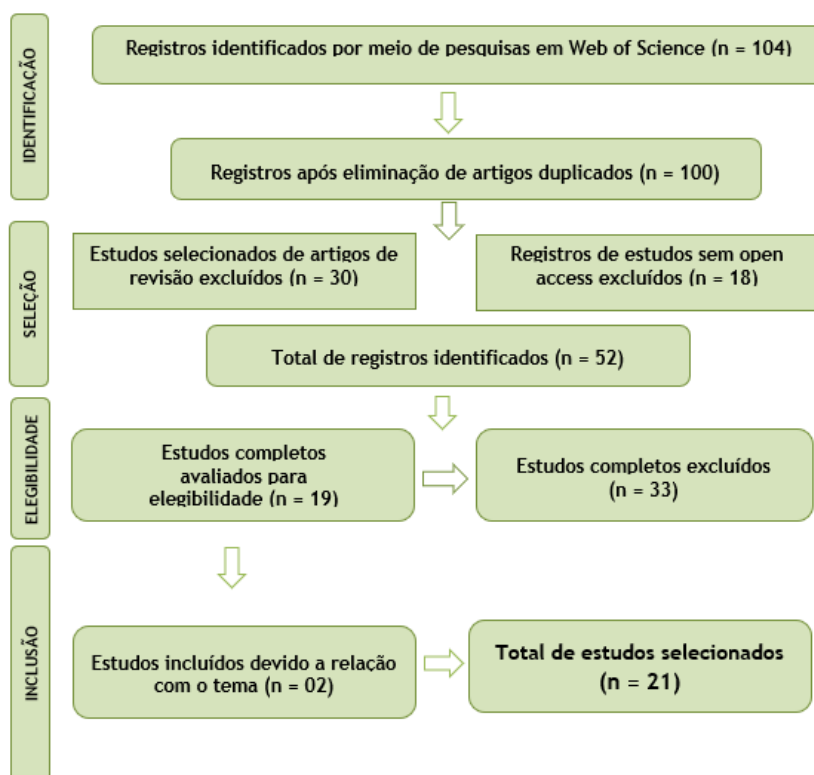 IDENTIFICAÇÃO
Registros identificados por meio de pesquisas em Web of Science (n = 104)
Registros após eliminação de artigos duplicados (n = 100)
SELEÇÃO
Estudos selecionados de artigos de
revisão excluídos (n = 30)
Registros de estudos sem open
access excluídos (n = 18)
Total de registros identificados (n = 52)
ELEGIBILIDADE
Estudos completos
avaliados para
elegibilidade (n = 19)
Estudos completos excluídos
(n = 33)
INCLUSÃO
Estudos incluídos devido a relação
com o tema (n = 02)
Total de estudos selecionados
(n = 21)